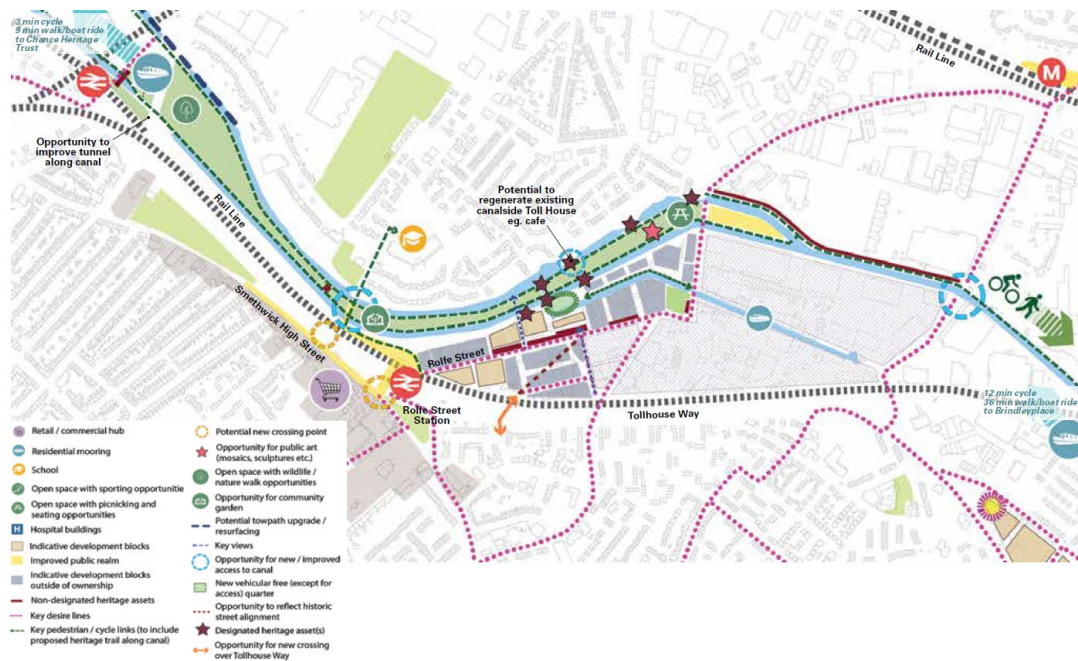 3 min cycle
9 min walk/boat ride
to Chance Heritage
Trust
Opportunity to
improve tunnel
along canal
Rail Line
Smethwick High Street
Potential to
regenerate existing
canalside Toll House
eg. cafe
Rail Line
M
Rolfe Street
Rolfe Street
Station
Tollhouse Way
12 min cycle
36 min walk/boat ride
to Brindleyplace
Retail / commercial hub
Residential mooring
School
Open space with sporting opportunitie
Open space with picnicking and
seating opportunities
H Hospital buildings
Indicative development blocks
Improved public realm
Indicative development blocks
outside of ownership
Non-designated heritage assets
Key desire lines
Key pedestrian / cycle links (to include
proposed heritage trail along canal)
Potential new crossing point
Opportunity for public art
(mosaics, sculptures etc.)
Open space with wildlife /
nature walk opportunities
Opportunity for community
garden
Potential towpath upgrade /
resurfacing
Key views
Opportunity for new / improved
access to canal
New vehicular free (except for
access) quarter
Opportunity to reflect historic
street alignment
Designated heritage asset(s)
Opportunity for new crossing
over Tollhouse Way